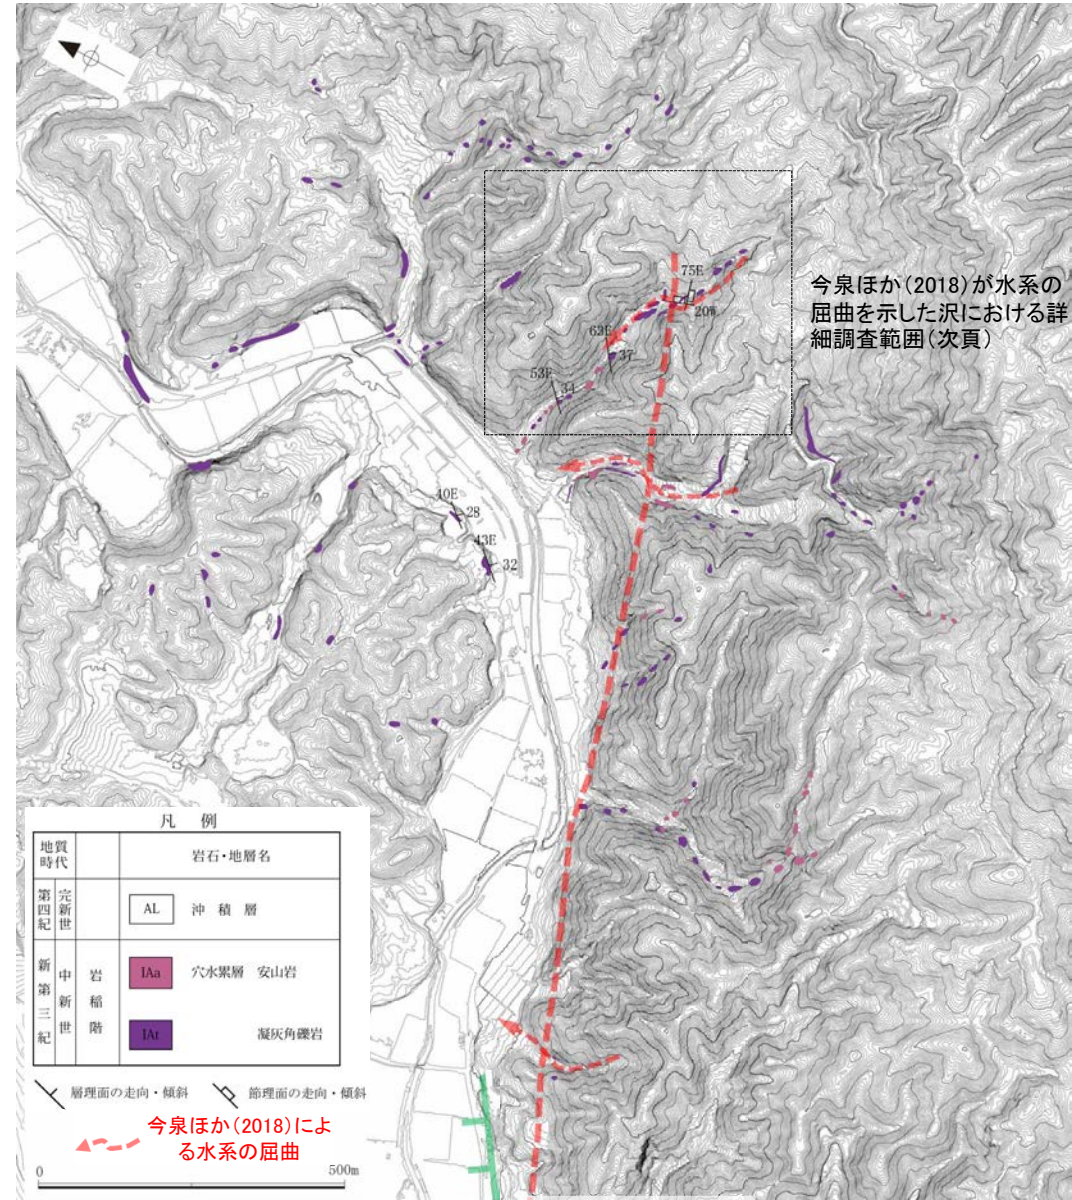 75E
20W
今泉ほか(2018)が水系の
屈曲を示した沢における詳
細調査範囲(次頁)
63E
37
53E
34
40E
28
43E
32
凡 例
地質時代
岩石・地層名
第四紀
完新世
AL
沖積層
新第三紀
中新世
岩稲階
IAa
穴水累層 安山岩
IAt
凝灰角礫岩
層理面の走向・傾斜
節理面の走向・傾斜
今泉ほか(2018)によ
る水系の屈曲
0
500m